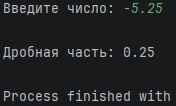 Введите число: -5.25
Дробная часть: 0.25
Process finished with